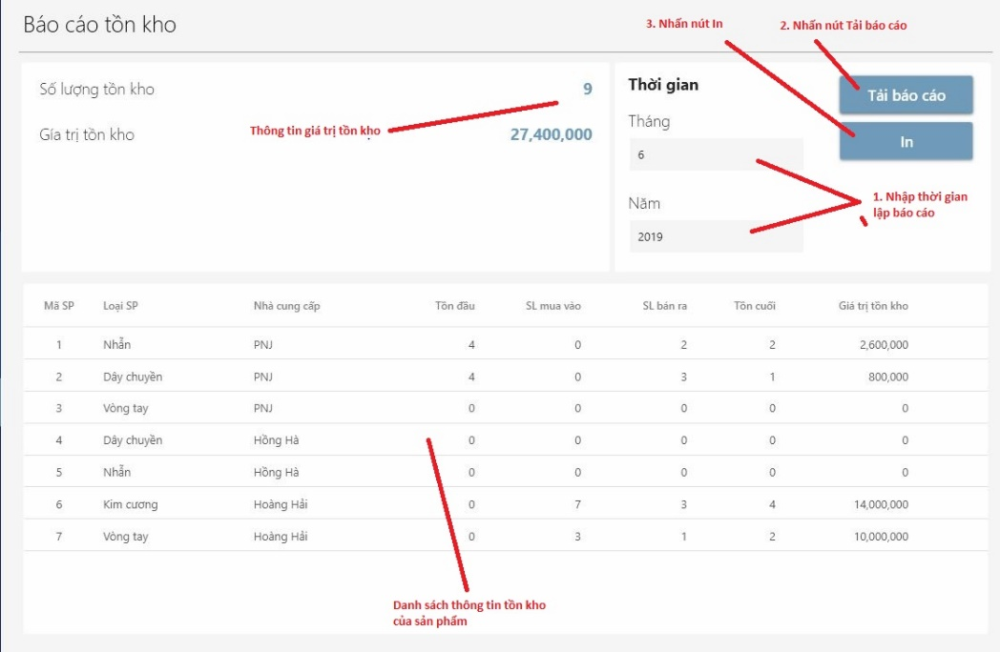 Báo cáo tồn kho
3. Nhấn nút In
2. Nhấn nút Tải báo cáo
Số lượng tồn kho 9
Gía trị tồn kho 27,400,000
Thông tin giá trị tồn kho
Thời gian
Tháng
6
Năm
2019
Tải báo cáo
In
1. Nhập thời gian
lập báo cáo
Mã SP Loại SP Nhà cung cấp Tồn đầu SL mua vào SL bán ra Tồn cuối Giá trị tồn kho
1 Nhẫn PNJ 4 0 2 2 2,600,000
2 Dây chuyền PNJ 4 0 3 1 800,000
3 Vòng tay PNJ 0 0 0 0 0
4 Dây chuyền Hồng Hà 0 0 0 0 0
5 Nhẫn Hồng Hà 0 0 0 0 0
6 Kim cương Hoàng Hải 0 7 3 4 14,000,000
7 Vòng tay Hoàng Hải 0 3 1 2 10,000,000
Danh sách thông tin tồn kho
của sản phẩm